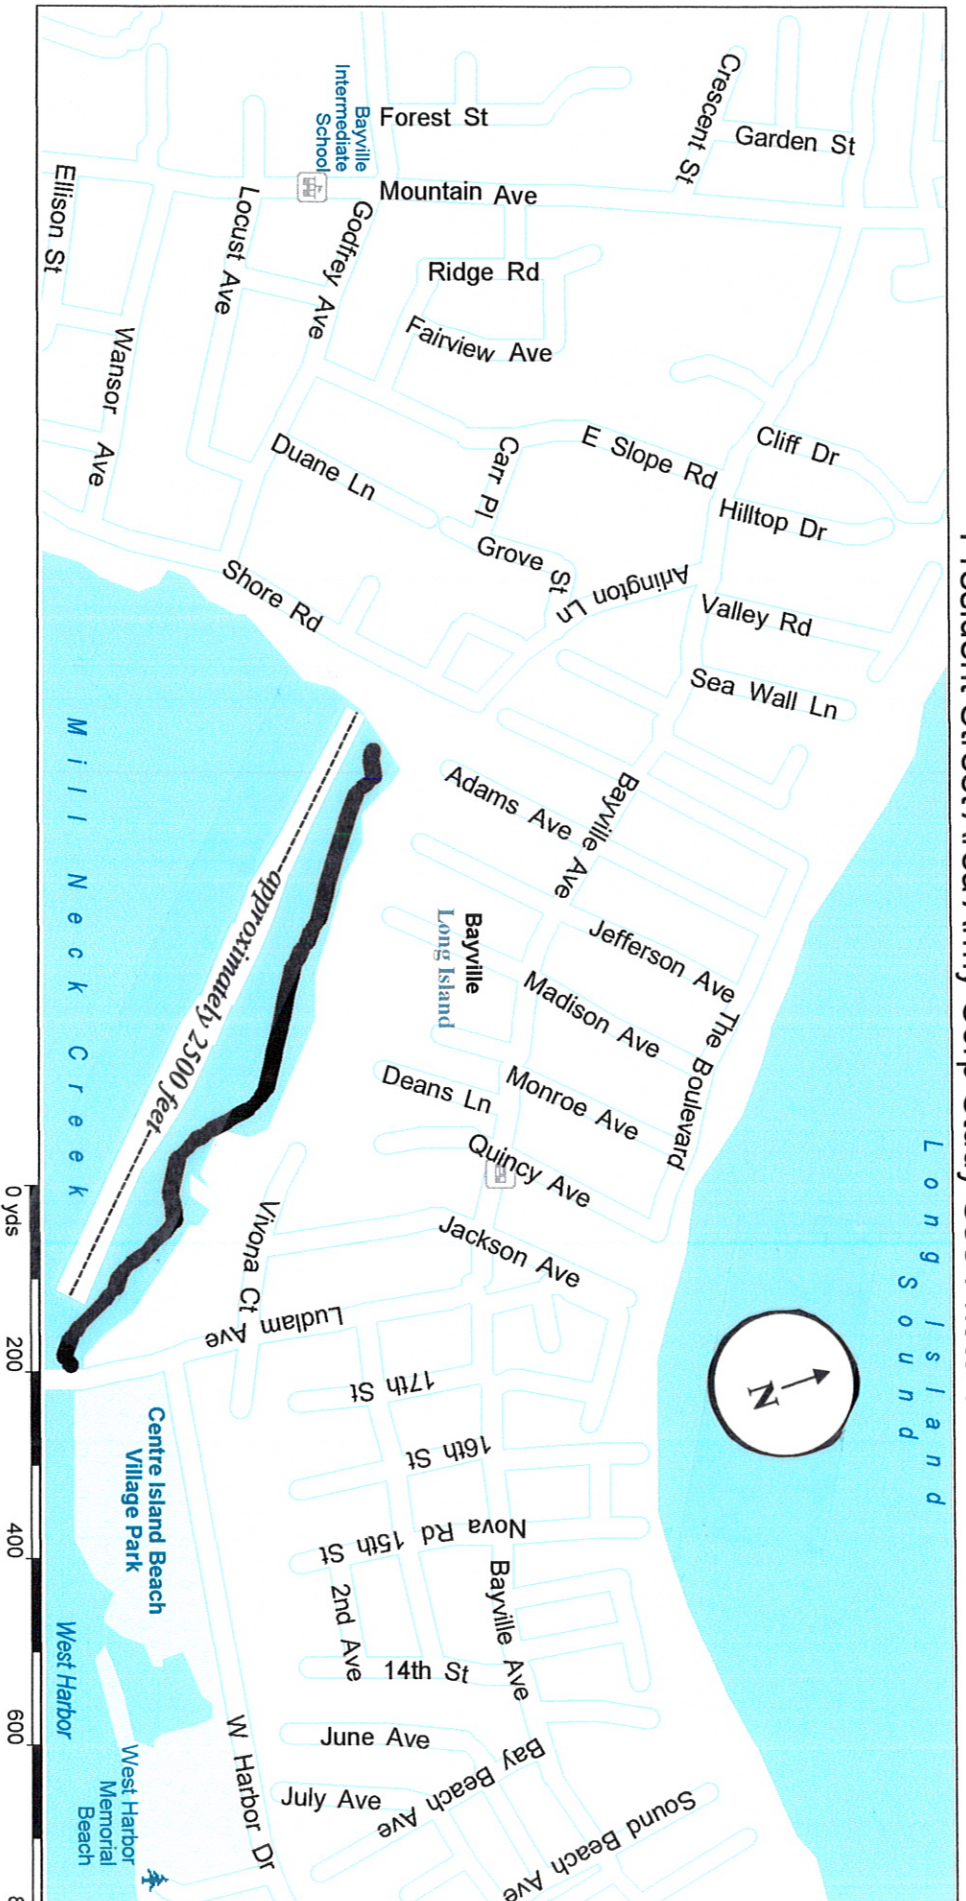 Crescent St
Garden St
Forest St
Bayville
Intermediate
School
Mountain Ave
Ellison St
Locust Ave
Godfrey Ave
Ridge Rd
Fairview Ave
Wansor Ave
Duane Ln
Carr Pl
E Slope Rd
Cliff Dr
Hilltop Dr
Grove St
Arlington Ln
Valley Rd
Shore Rd
Sea Wall Ln
Mill Neck Creek
approximately 2500 feet
Adams Ave
Bayville Ave
Bayville
Long Island
Jefferson Ave
The Boulevard
Madison Ave
Deans Ln
Monroe Ave
Quincy Ave
Jackson Ave
Vivona Ct
Ludlam Ave
Long Island
Sound
N
17th St
16th St
Nova Rd
15th St
2nd Ave
Bayville Ave
14th St
Centre Island Beach
Village Park
West Harbor
June Ave
July Ave
Bay Beach Ave
Sound Beach Ave
W Harbor Dr
West Harbor
Memorial
Beach
0 yds
200
400
600